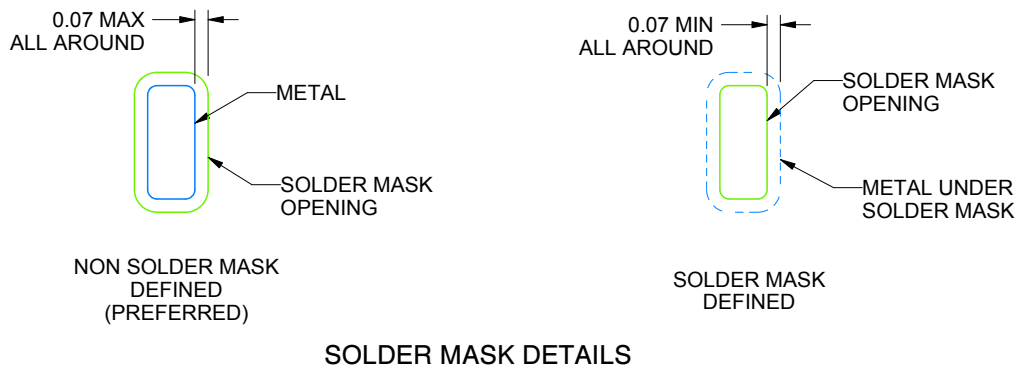 0.07 MAX
ALL AROUND
METAL
SOLDER MASK
OPENING
NON SOLDER MASK
DEFINED
(PREFERRED)
0.07 MIN
ALL AROUND
SOLDER MASK
OPENING
METAL UNDER
SOLDER MASK
SOLDER MASK
DEFINED
SOLDER MASK DETAILS